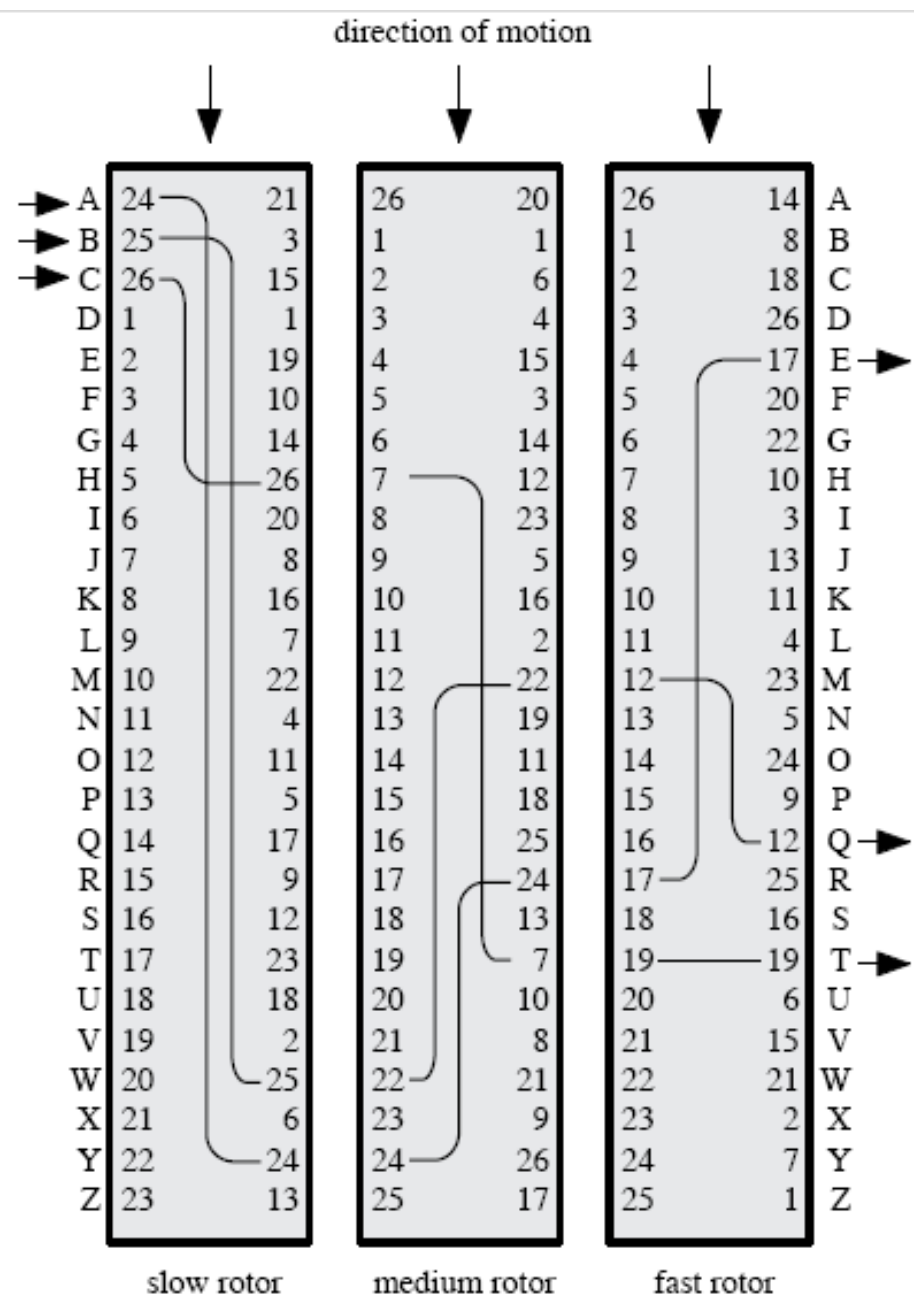 direction of motion
A 24 21 26 20 26 14 A
B 25 3 1 1 1 8 B
C 26 15 2 6 2 18 C
D 1 1 3 4 3 26 D
E 2 19 4 15 4 17 E
F 3 10 5 3 5 20 F
G 4 14 6 14 6 22 G
H 5 26 7 12 7 10 H
I 6 20 8 23 8 3 I
J 7 8 9 5 9 13 J
K 8 16 10 16 10 11 K
L 9 7 11 2 11 4 L
M 10 22 12 22 12 23 M
N 11 4 13 19 13 5 N
O 12 11 14 11 14 24 O
P 13 5 15 18 15 9 P
Q 14 17 16 25 16 12 Q
R 15 9 17 24 17 25 R
S 16 12 18 13 18 16 S
T 17 23 19 7 19 19 T
U 18 18 20 10 20 6 U
V 19 2 21 8 21 15 V
W 20 25 22 21 22 21 W
X 21 6 23 9 23 2 X
Y 22 24 24 26 24 7 Y
Z 23 13 25 17 25 1 Z
slow rotor medium rotor fast rotor